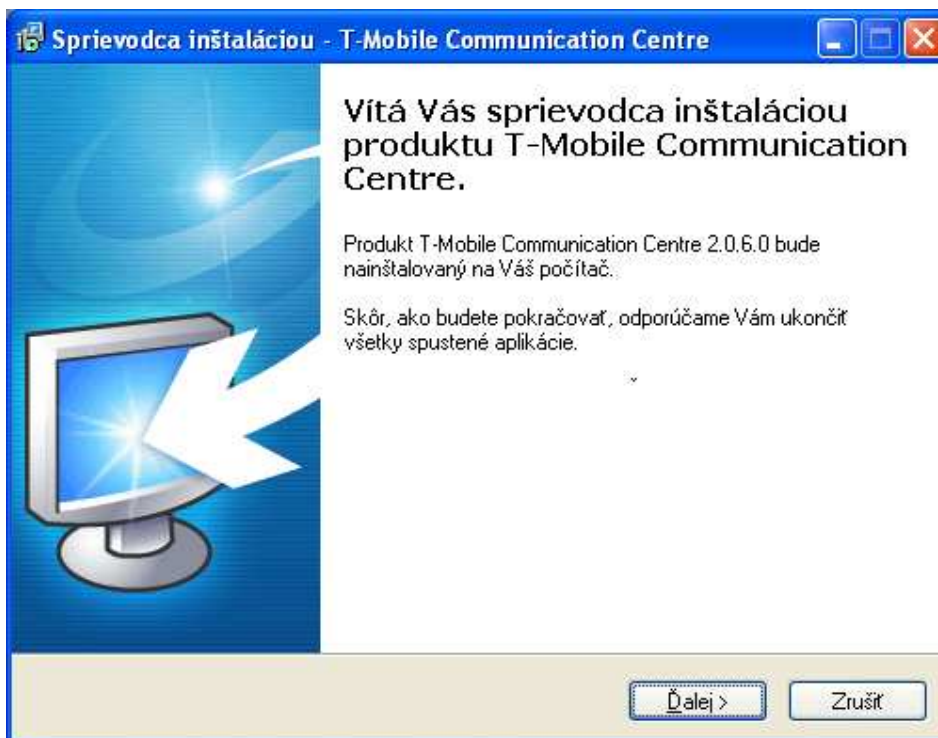 Sprievodca inštaláciou - T-Mobile Communication Centre
Vítá Vás sprievodca inštaláciou
produktu T-Mobile Communication
Centre.
Produkt T-Mobile Communication Centre 2.0.6.0 bude
nainštalovaný na Váš počítač.
Skôr, ako budete pokračovať, odporúčame Vám ukončiť
všetky spustené aplikácie.
Ďalej >
Zrušiť